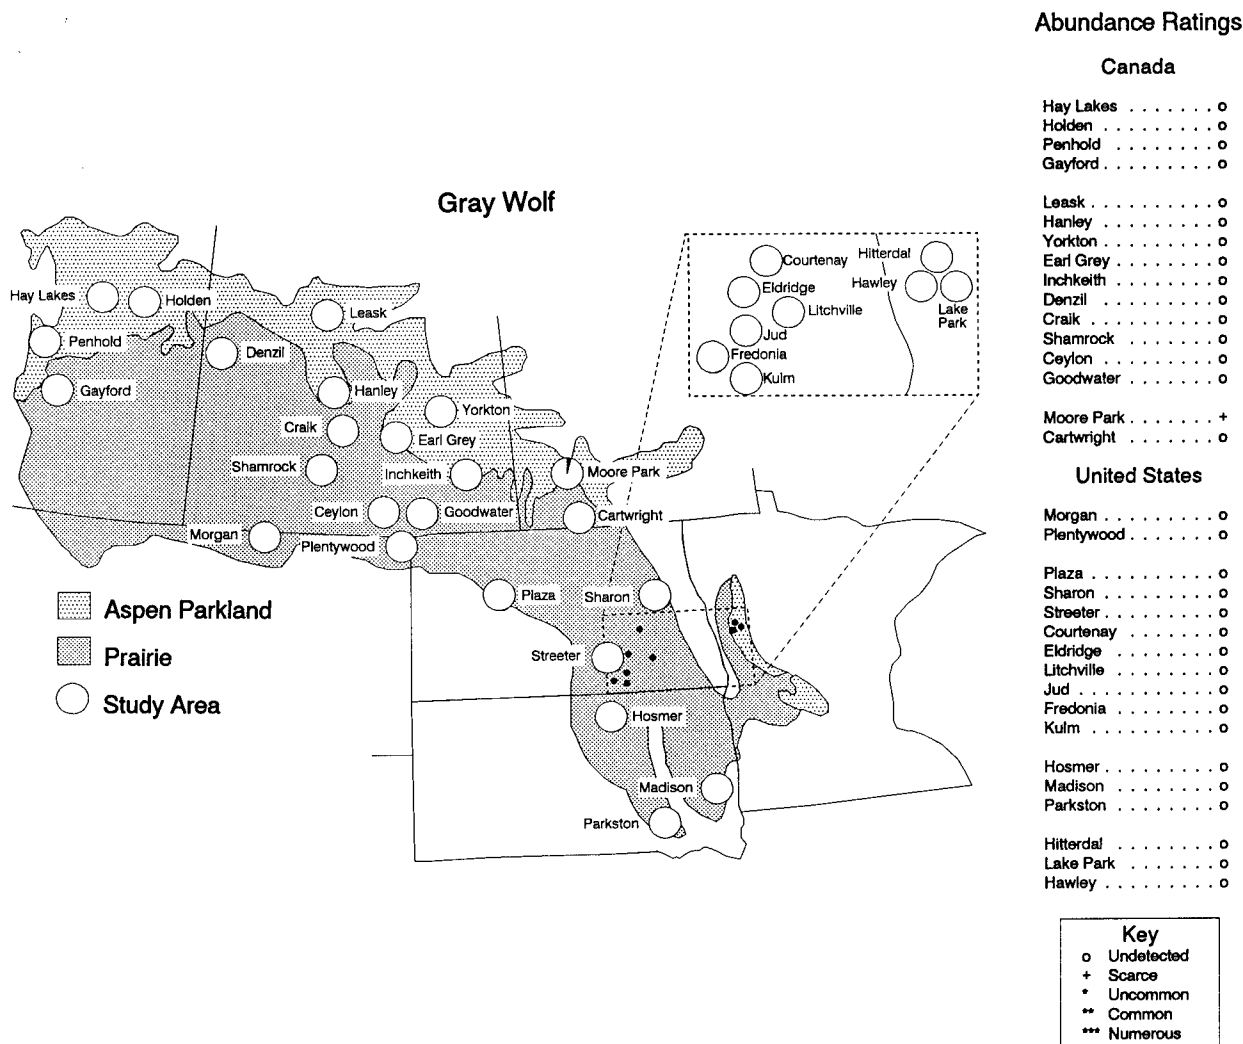 Abundance Ratings
Canada
Hay Lakes . . . . . . . o
Holden . . . . . . . . . o
Penhold . . . . . . . . o
Gayford . . . . . . . . o
Leask . . . . . . . . . . o
Hanley . . . . . . . . . o
Yorkton . . . . . . . . o
Earl Grey . . . . . . . o
Inchkeith . . . . . . . o
Denzil . . . . . . . . . o
Craik . . . . . . . . . . o
Shamrock . . . . . . o
Ceylon . . . . . . . . . o
Goodwater . . . . . . o
Moore Park . . . . . . +
Cartwright . . . . . . o
United States
Morgan . . . . . . . . o
Plentywood . . . . . . o
Plaza . . . . . . . . . . o
Sharon . . . . . . . . . o
Streeter . . . . . . . . o
Courtenay . . . . . . o
Eldridge . . . . . . . o
Litchville . . . . . . . o
Jud . . . . . . . . . . . o
Fredonia . . . . . . . o
Kulm . . . . . . . . . . o
Hosmer . . . . . . . . o
Madison . . . . . . . . o
Parkston . . . . . . . o
Hitterdal . . . . . . . o
Lake Park . . . . . . o
Hawley . . . . . . . . . o
Key
o Undetected
+ Scarce
* Uncommon
** Common
*** Numerous
Gray Wolf
Hay Lakes
Holden
Leask
Penhold
Denzil
Gayford
Hanley
Yorkton
Craik
Earl Grey
Shamrock
Inchkeith
Moore Park
Ceylon
Goodwater
Cartwright
Morgan
Plentywood
Plaza
Sharon
Streeter
Hosmer
Madison
Parkston
Courtenay
Hitterdal
Eldridge
Hawley
Litchville
Lake
Park
Jud
Fredonia
Kulm
Aspen Parkland
Prairie
Study Area